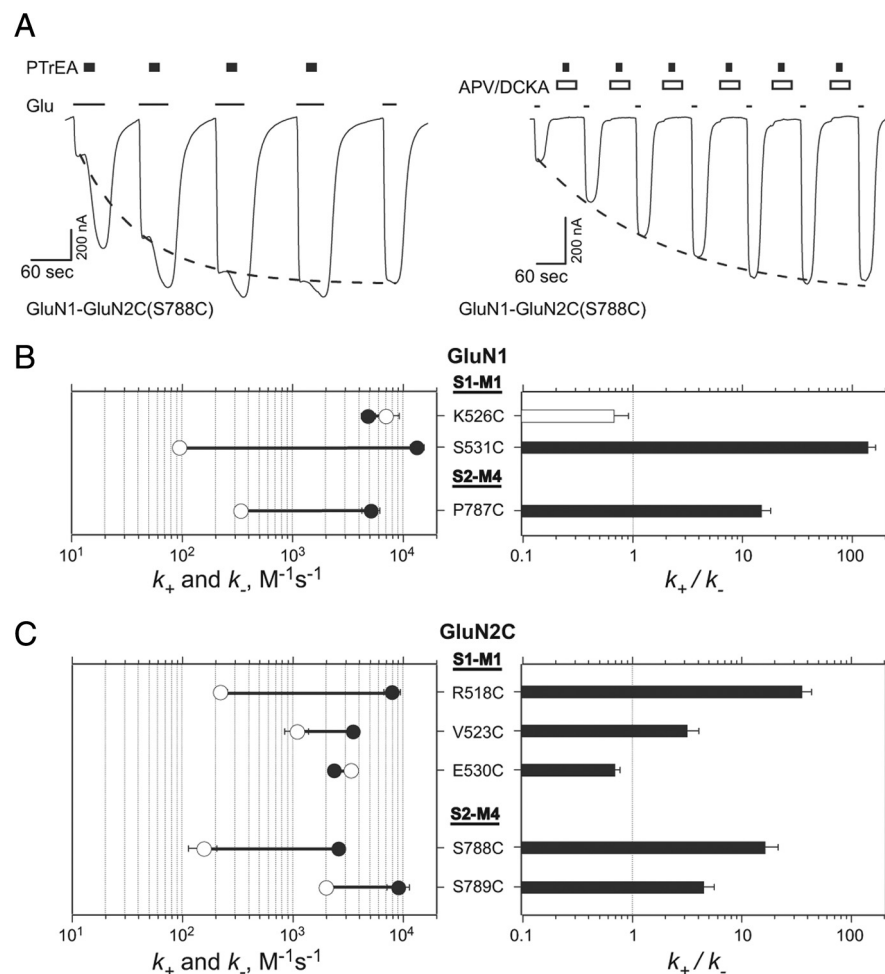 A
PTrEA
Glu
200 nA
60 sec
GluN1-GluN2C(S788C)
APV/DCKA
200 nA
60 sec
GluN1-GluN2C(S788C)
B
GluN1
S1-M1
K526C
S531C
S2-M4
P787C
10¹ 10² 10³ 10⁴
k₊ and k₋, M⁻¹s⁻¹
0.1 1 10 100
k₊ / k₋
C
GluN2C
S1-M1
R518C
V523C
E530C
S2-M4
S788C
S789C
10¹ 10² 10³ 10⁴
k₊ and k₋, M⁻¹s⁻¹
0.1 1 10 100
k₊ / k₋